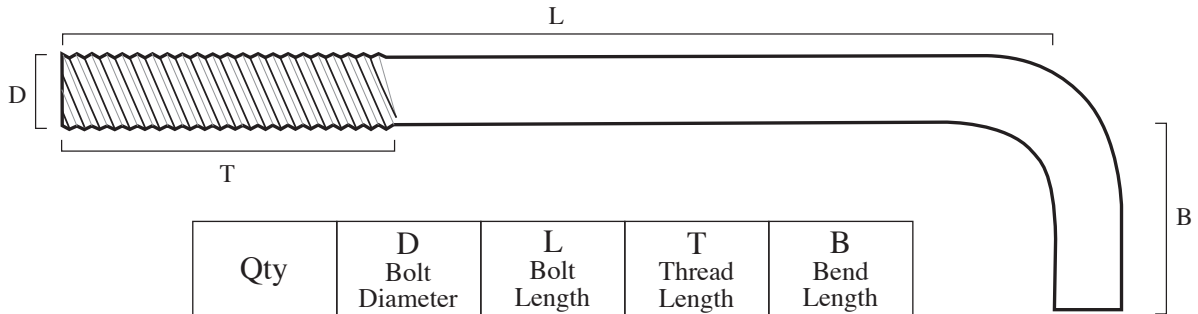 L
D
T
B
Qty
D
Bolt
Diameter
L
Bolt
Length
T
Thread
Length
B
Bend
Length